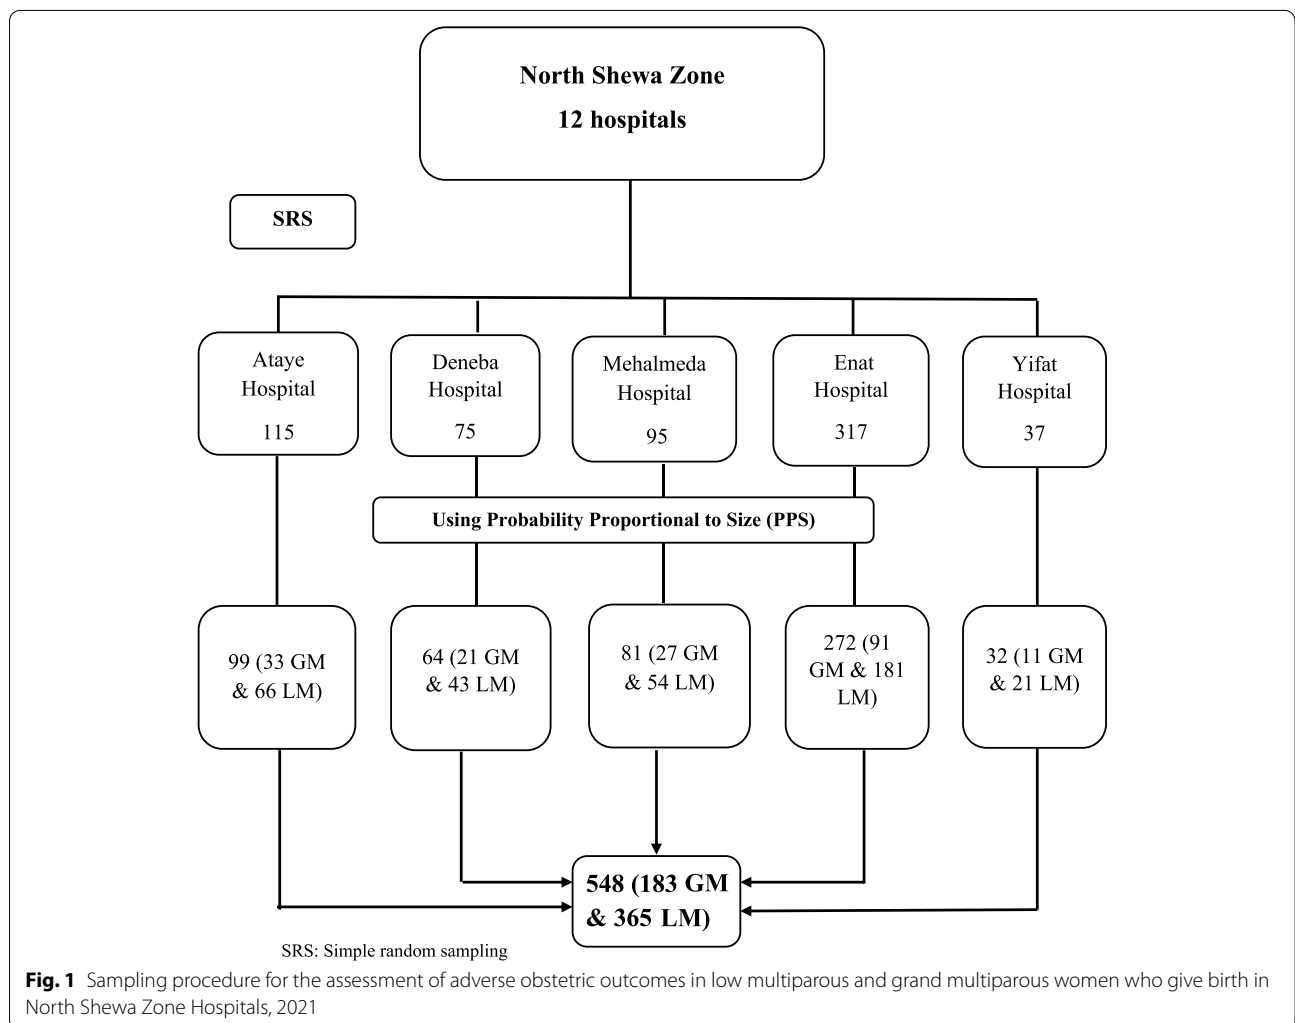 North Shewa Zone
12 hospitals
SRS
Ataye
Hospital
115
Deneba
Hospital
75
Mehalmeda
Hospital
95
Enat
Hospital
317
Yifat
Hospital
37
Using Probability Proportional to Size (PPS)
99 (33 GM
& 66 LM)
64 (21 GM
& 43 LM)
81 (27 GM
& 54 LM)
272 (91
GM & 181
LM)
32 (11 GM
& 21 LM)
548 (183 GM
& 365 LM)
SRS: Simple random sampling
Fig. 1 Sampling procedure for the assessment of adverse obstetric outcomes in low multiparous and grand multiparous women who give birth in
North Shewa Zone Hospitals, 2021